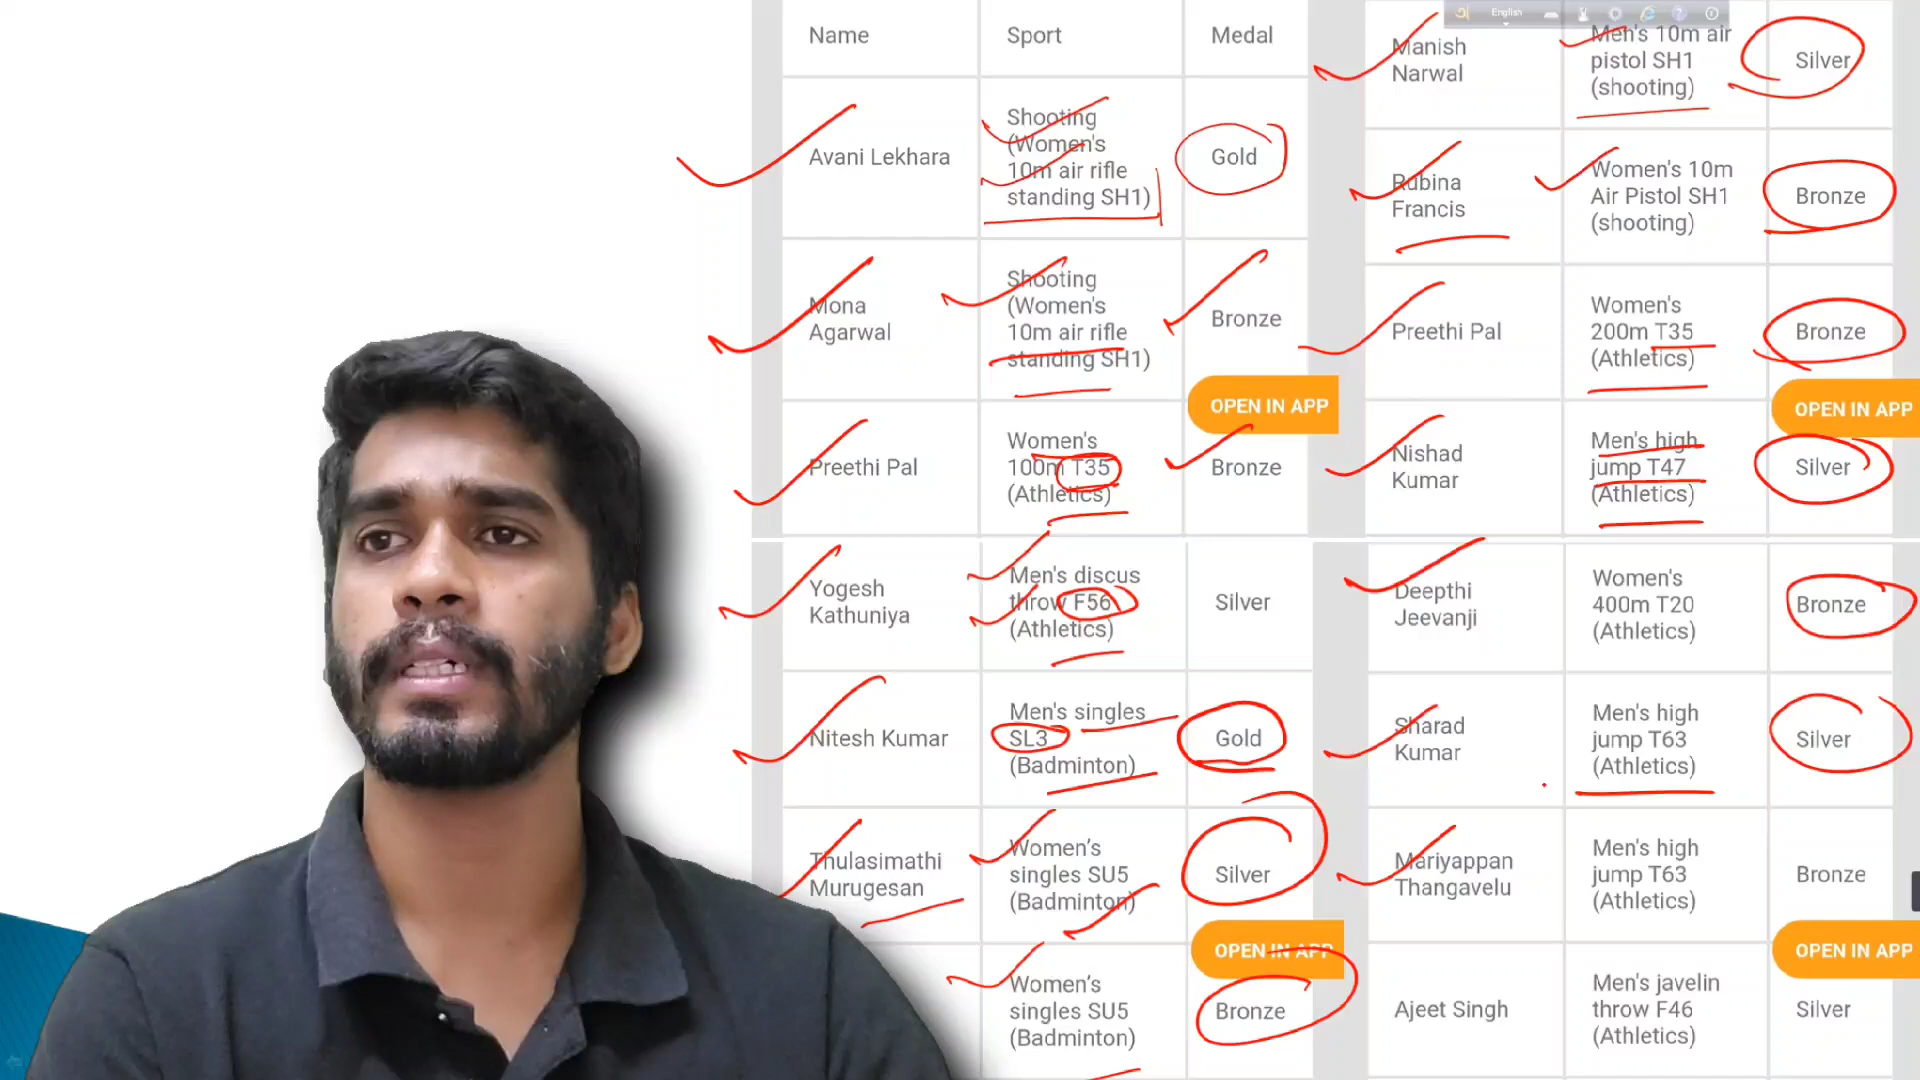 English
Name
Sport
Medal
Avani Lekhara
Shooting
(Women's
10m air rifle
standing SH1)
Gold
Mona
Agarwal
Shooting
(Women's
10m air rifle
standing SH1)
Bronze
OPEN IN APP
Preethi Pal
Women's
100m T35
(Athletics)
Bronze
Yogesh
Kathuniya
Men's discus
throw F56
(Athletics)
Silver
Nitesh Kumar
Men's singles
SL3
(Badminton)
Gold
Thulasimathi
Murugesan
Women’s
singles SU5
(Badminton)
Silver
OPEN IN APP
Women’s
singles SU5
(Badminton)
Bronze
Manish
Narwal
Men's 10m air
pistol SH1
(shooting)
Silver
Rubina
Francis
Women's 10m
Air Pistol SH1
(shooting)
Bronze
Preethi Pal
Women's
200m T35
(Athletics)
Bronze
OPEN IN APP
Nishad
Kumar
Men's high
jump T47
(Athletics)
Silver
Deepthi
Jeevanji
Women's
400m T20
(Athletics)
Bronze
Sharad
Kumar
Men's high
jump T63
(Athletics)
Silver
Mariyappan
Thangavelu
Men's high
jump T63
(Athletics)
Bronze
OPEN IN APP
Ajeet Singh
Men's javelin
throw F46
(Athletics)
Silver